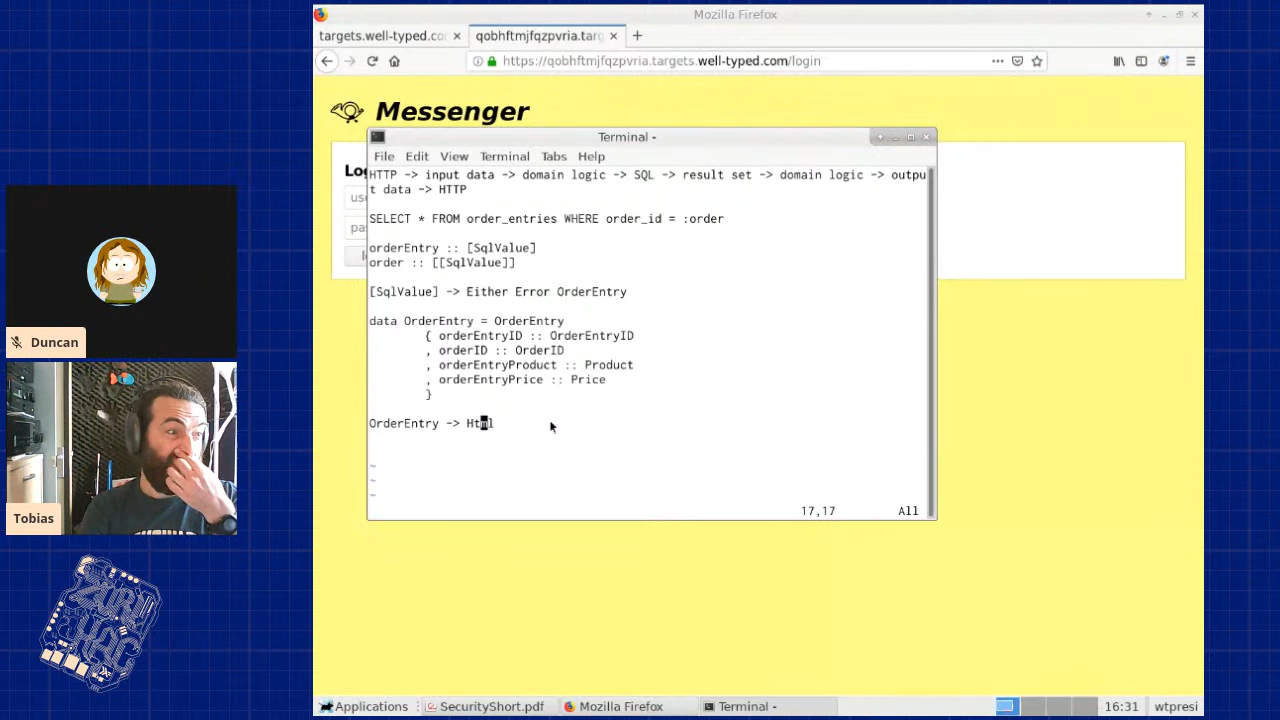 Mozilla Firefox
targets.well-typed.co
qobhftmjfqzpvria.targ
https://qobhftmjfqzpvria.targets.well-typed.com/login
Messenger
Terminal -
File Edit View Terminal Tabs Help
HTTP -> input data -> domain logic -> SQL -> result set -> domain logic -> outpu
t data -> HTTP
SELECT * FROM order_entries WHERE order_id = :order
orderEntry :: [SqlValue]
order :: [[SqlValue]]
[SqlValue] -> Either Error OrderEntry
data OrderEntry = OrderEntry
{ orderEntryID :: OrderEntryID
, orderID :: OrderID
, orderEntryProduct :: Product
, orderEntryPrice :: Price
}
OrderEntry -> Html
~
~
~
17,17 All
Duncan
Tobias
ZURI
HAC
Applications SecurityShort.pdf Mozilla Firefox Terminal - 16:31 wtpresi